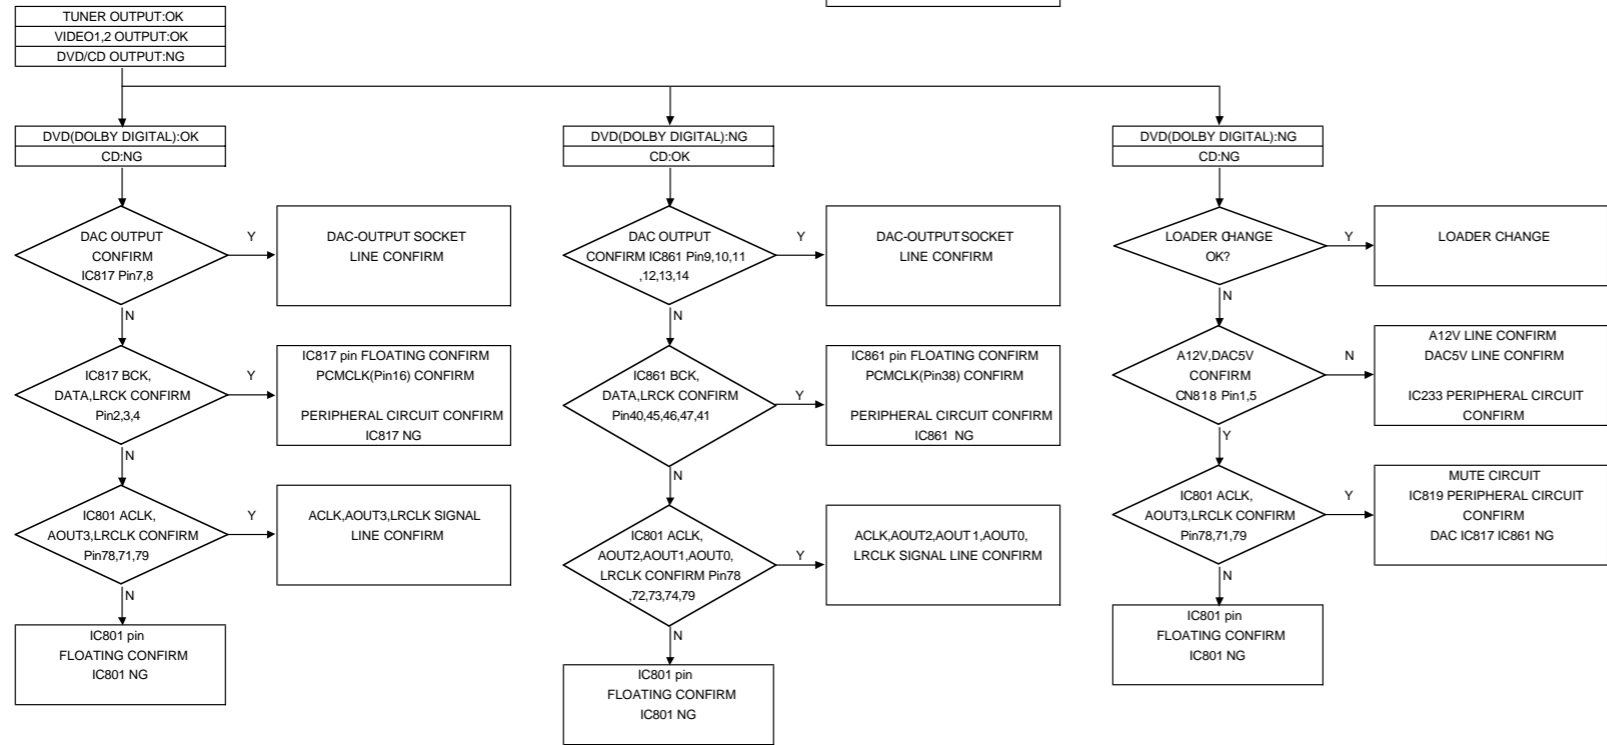 TUNER OUTPUT:OK
VIDEO1,2 OUTPUT:OK
DVD/CD OUTPUT:NG
DVD(DOLBY DIGITAL):OK
CD:NG
DAC OUTPUT
CONFIRM
IC817 Pin7,8
Y
DAC-OUTPUT SOCKET
LINE CONFIRM
N
IC817 BCK,
DATA,LRCK CONFIRM
Pin2,3,4
Y
IC817 pin FLOATING CONFIRM
PCMCLK(Pin16) CONFIRM
PERIPHERAL CIRCUIT CONFIRM
IC817 NG
N
IC801 ACLK,
AOUT3,LRCLK CONFIRM
Pin78,71,79
Y
ACLK,AOUT3,LRCLK SIGNAL
LINE CONFIRM
N
IC801 pin
FLOATING CONFIRM
IC801 NG
DVD(DOLBY DIGITAL):NG
CD:OK
DAC OUTPUT
CONFIRM IC861 Pin9,10,11
,12,13,14
Y
DAC-OUTPUT SOCKET
LINE CONFIRM
N
IC861 BCK,
DATA,LRCK CONFIRM
Pin40,45,46,47,41
Y
IC861 pin FLOATING CONFIRM
PCMCLK(Pin38) CONFIRM
PERIPHERAL CIRCUIT CONFIRM
IC861 NG
N
IC801 ACLK,
AOUT2,AOUT1,AOUT0,
LRCLK CONFIRM Pin78
,72,73,74,79
Y
ACLK,AOUT2,AOUT 1,AOUT0,
LRCLK SIGNAL LINE CONFIRM
N
IC801 pin
FLOATING CONFIRM
IC801 NG
DVD(DOLBY DIGITAL):NG
CD:NG
LOADER CHANGE
OK?
Y
LOADER CHANGE
N
A12V,DAC5V
CONFIRM
CN818 Pin1,5
N
A12V LINE CONFIRM
DAC5V LINE CONFIRM
IC233 PERIPHERAL CIRCUIT
CONFIRM
Y
IC801 ACLK,
AOUT3,LRCLK CONFIRM
Pin78,71,79
Y
MUTE CIRCUIT
IC819 PERIPHERAL CIRCUIT
CONFIRM
DAC IC817 IC861 NG
N
IC801 pin
FLOATING CONFIRM
IC801 NG